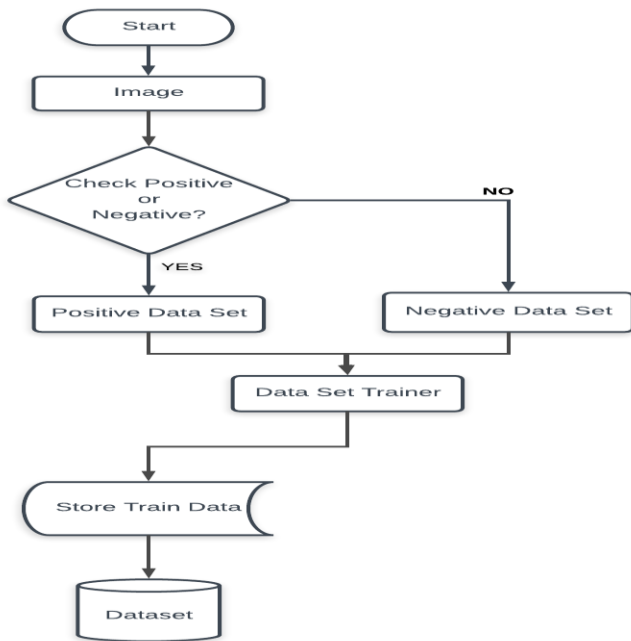 Start
Image
Check Positive
or
Negative?
NO
YES
Positive Data Set
Negative Data Set
Data Set Trainer
Store Train Data
Dataset